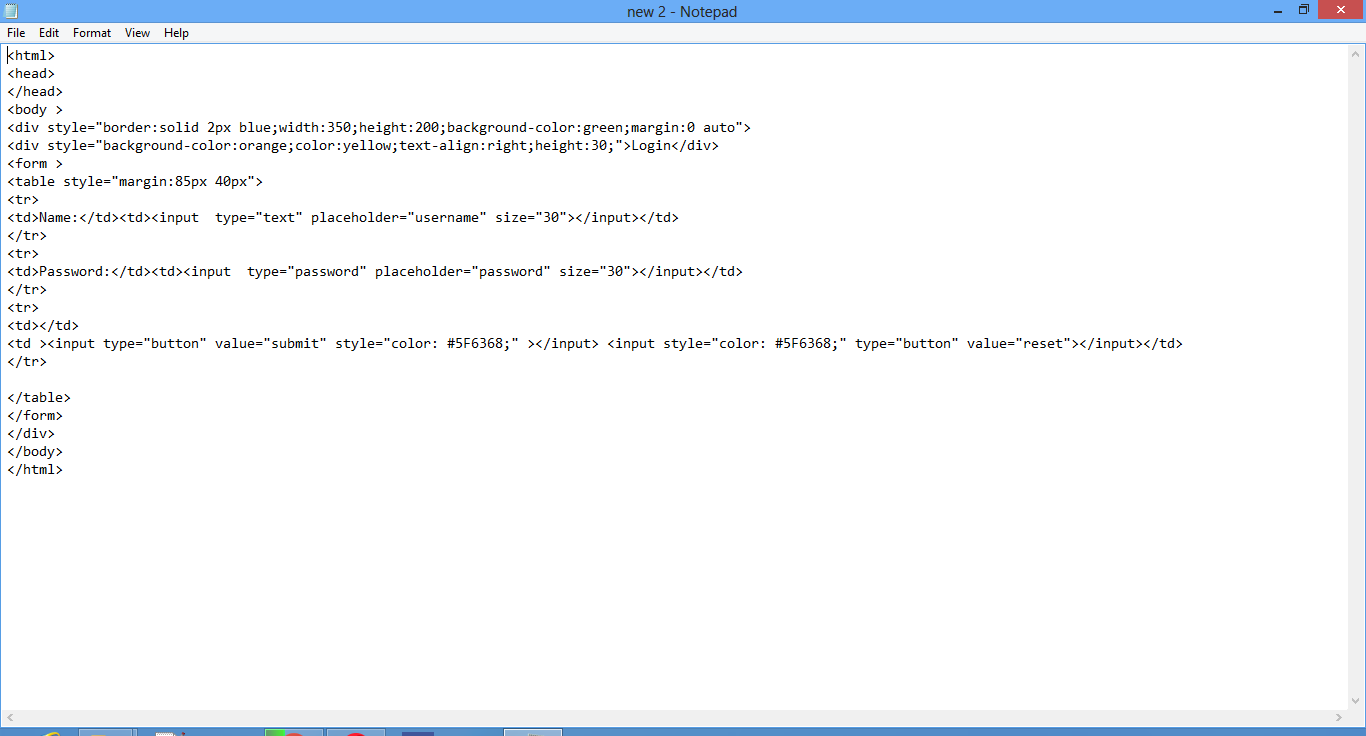 new 2 - Notepad
File Edit Format View Help
<html>
<head>
</head>
<body >
<div style="border:solid 2px blue;width:350;height:200;background-color:green;margin:0 auto">
<div style="background-color:orange;color:yellow;text-align:right;height:30;">Login</div>
<form >
<table style="margin:85px 40px">
<tr>
<td>Name:</td><td><input  type="text" placeholder="username" size="30"></input></td>
</tr>
<tr>
<td>Password:</td><td><input  type="password" placeholder="password" size="30"></input></td>
</tr>
<tr>
<td></td>
<td ><input type="button" value="submit" style="color: #5F6368;" ></input> <input style="color: #5F6368;" type="button" value="reset"></input></td>
</tr>

</table>
</form>
</div>
</body>
</html>